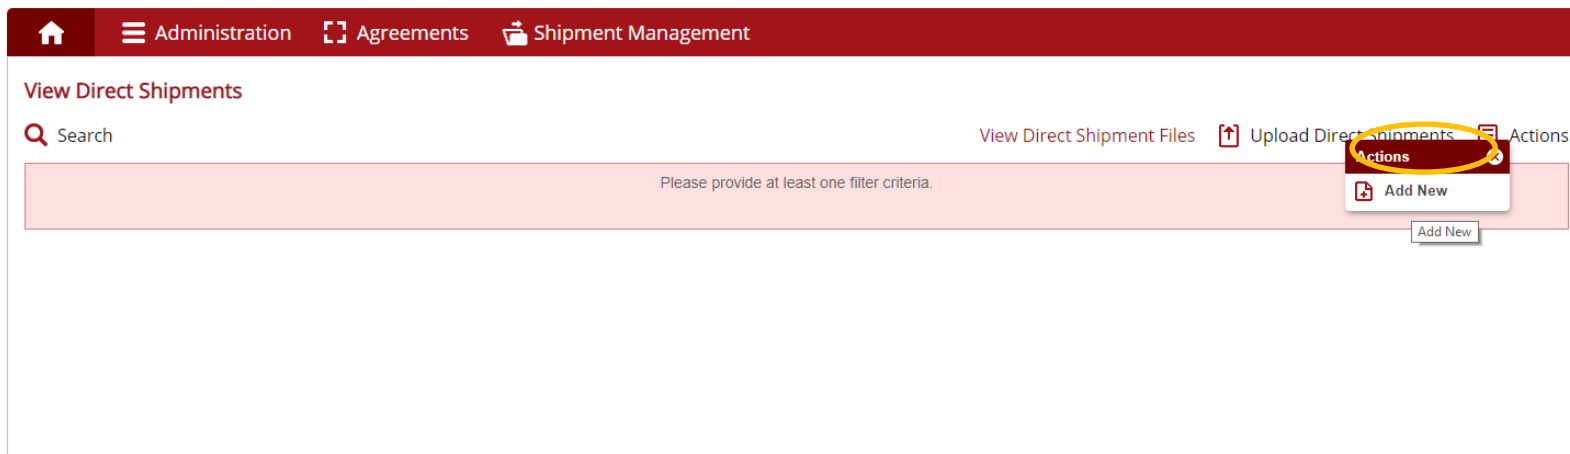 Administration Agreements Shipment Management
View Direct Shipments
Search View Direct Shipment Files Upload Direct Shipments Actions
Actions
Please provide at least one filter criteria.
Add New
Add New